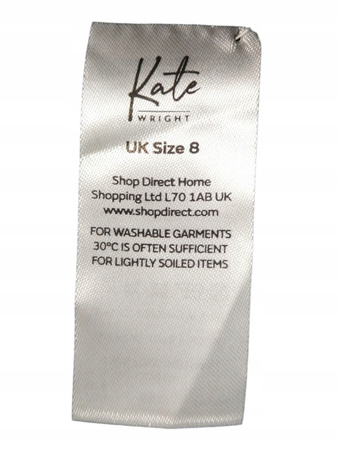 Kate
WRIGHT
UK Size 8
Shop Direct Home
Shopping Ltd L70 1AB UK
www.shopdirect.com
FOR WASHABLE GARMENTS
30°C IS OFTEN SUFFICIENT
FOR LIGHTLY SOILED ITEMS